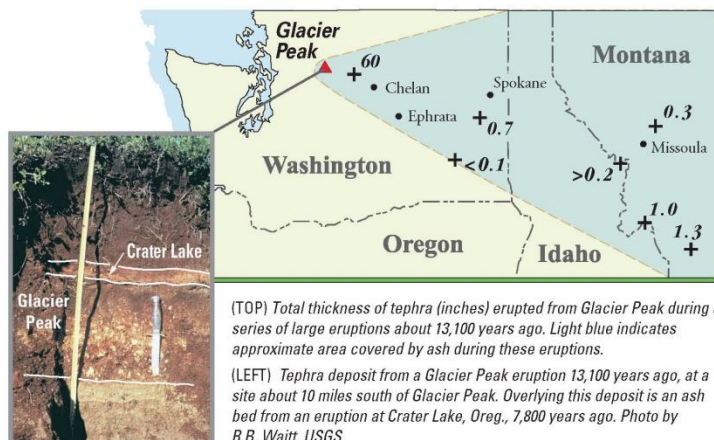 Glacier
Peak
60
Chelan
Spokane
Montana
Ephrata
0.7
0.3
Missoula
Washington
<0.1
>0.2
1.0
1.3
Oregon
Idaho
Crater Lake
Glacier
Peak
(TOP) Total thickness of tephra (inches) erupted from Glacier Peak during
series of large eruptions about 13,100 years ago. Light blue indicates
approximate area covered by ash during these eruptions.
(LEFT) Tephra deposit from a Glacier Peak eruption 13,100 years ago, at a
site about 10 miles south of Glacier Peak. Overlying this deposit is an ash
bed from an eruption at Crater Lake, Oreg., 7,800 years ago. Photo by
R.B. Waitt, USGS